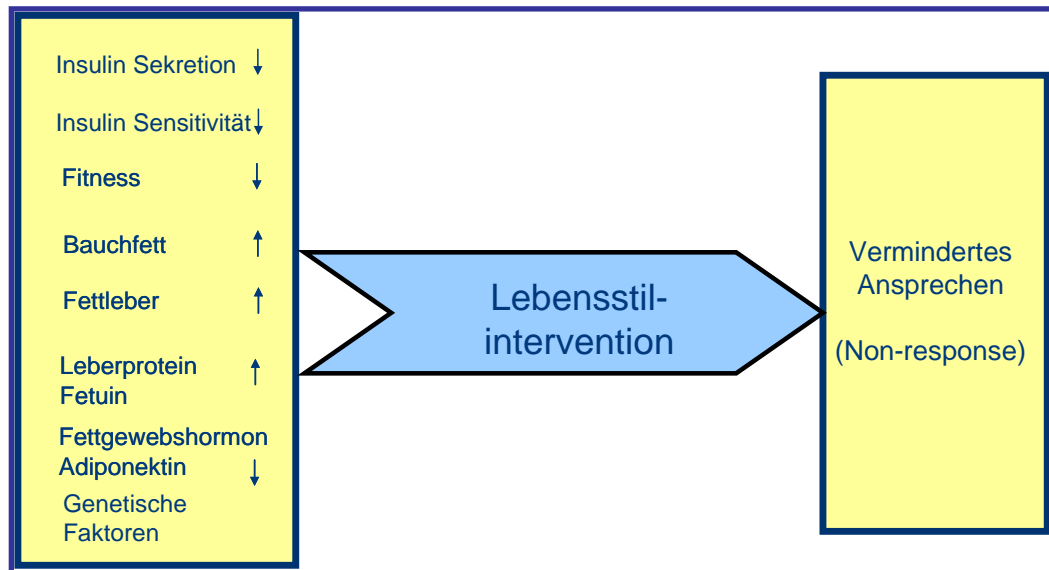 Insulin Sekretion ↓
Insulin Sensitivität ↓
Fitness ↓
Bauchfett ↑
Fettleber ↑
Leberprotein ↑
Fetuin
Fettgewebshormon
Adiponektin ↓
Genetische
Faktoren
Lebensstil-
intervention
Vermindertes
Ansprechen
(Non-response)